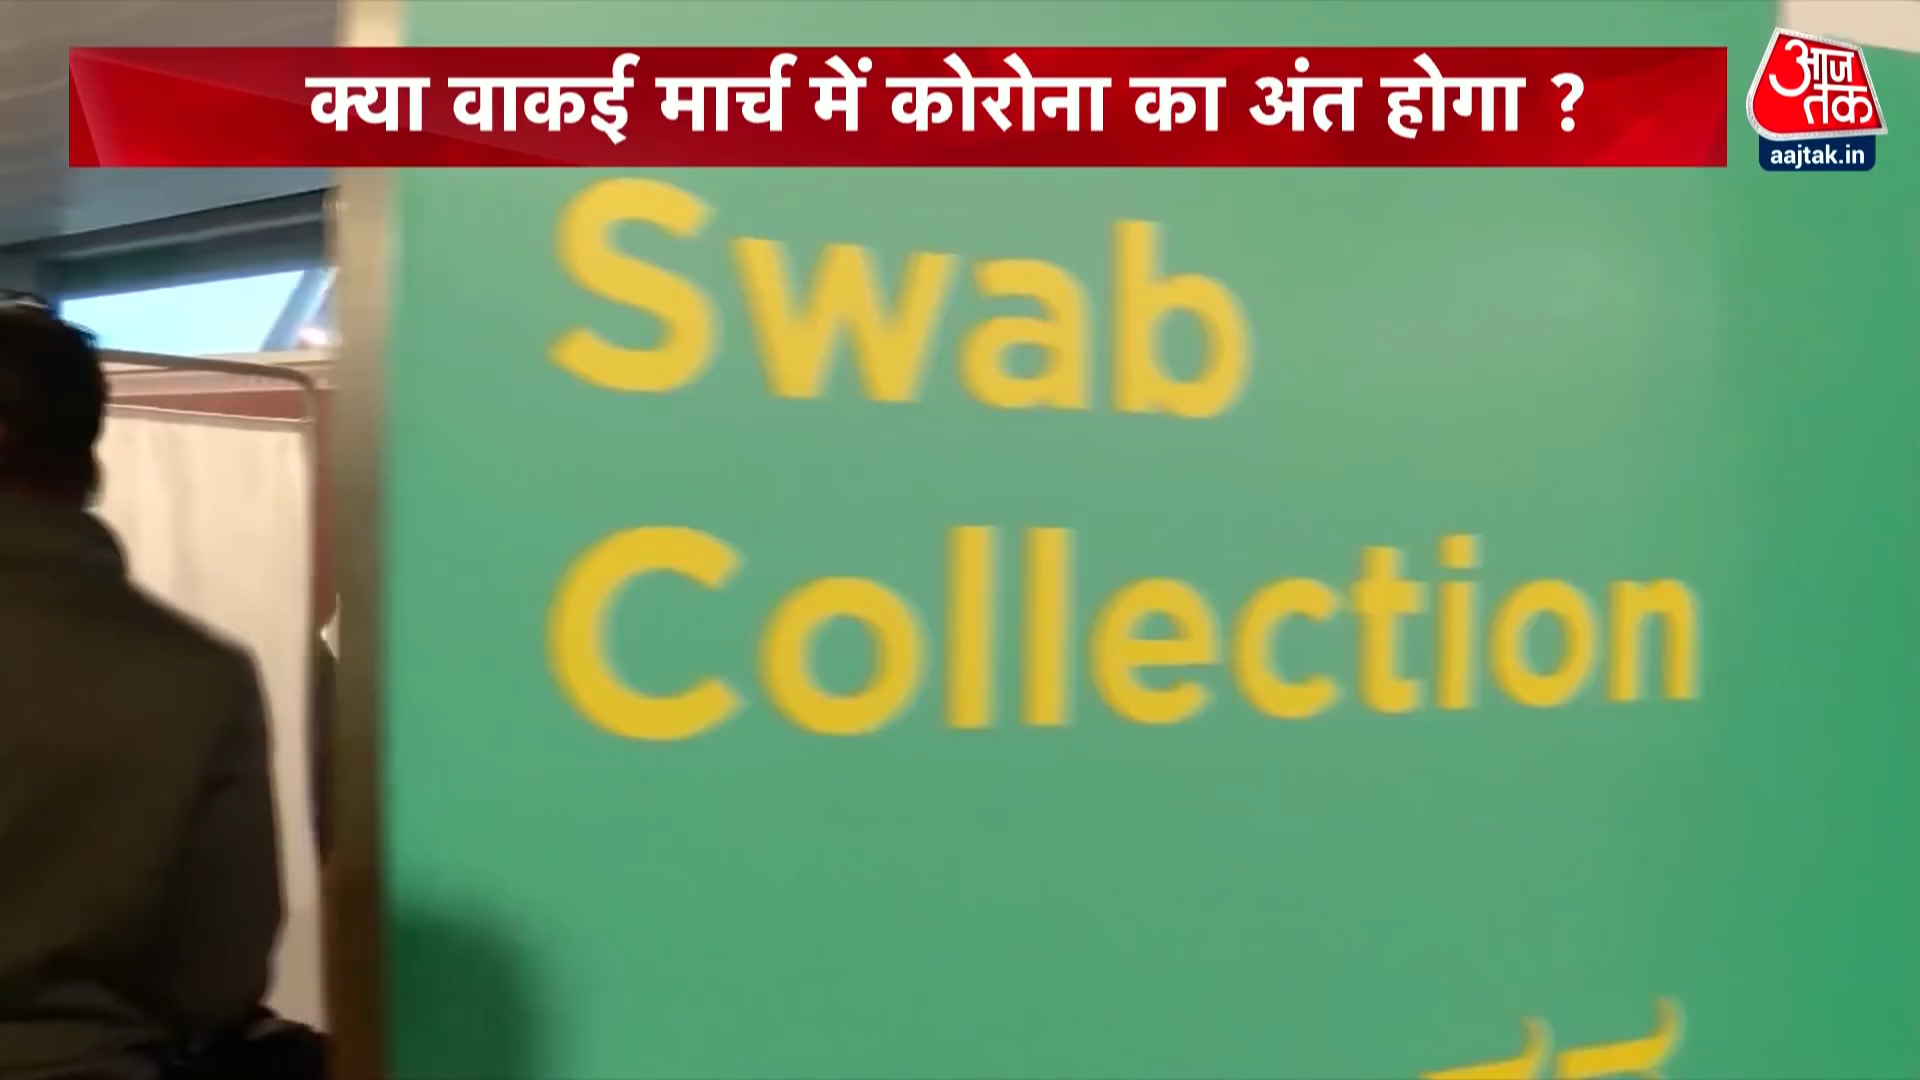 क्या वाकई मार्च में कोरोना का अंत होगा ?
आज
तक
aajtak.in
Swab
Collection